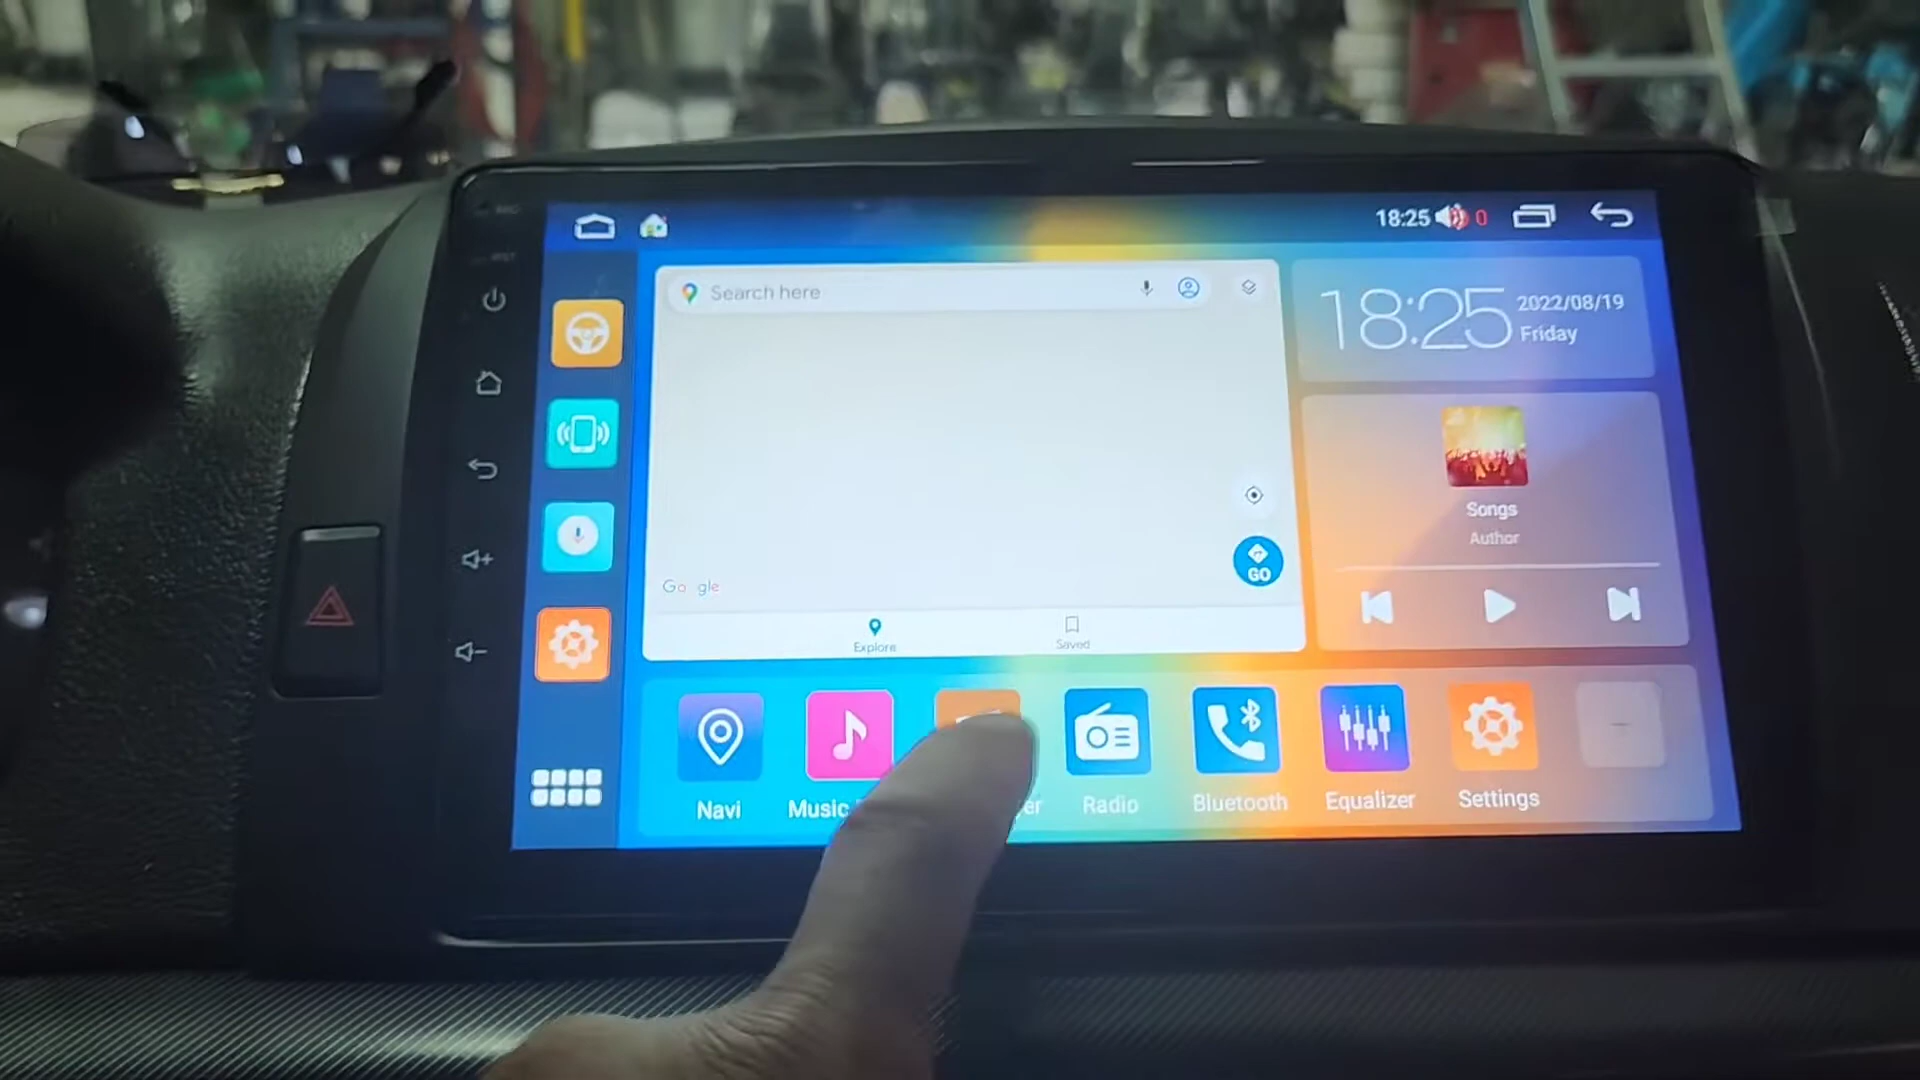 18:25 0
Search here
18:25
2022/08/19
Friday
Songs
Author
Google
GO
Explore
Saved
Navi
Music
Radio
Bluetooth
Equalizer
Settings